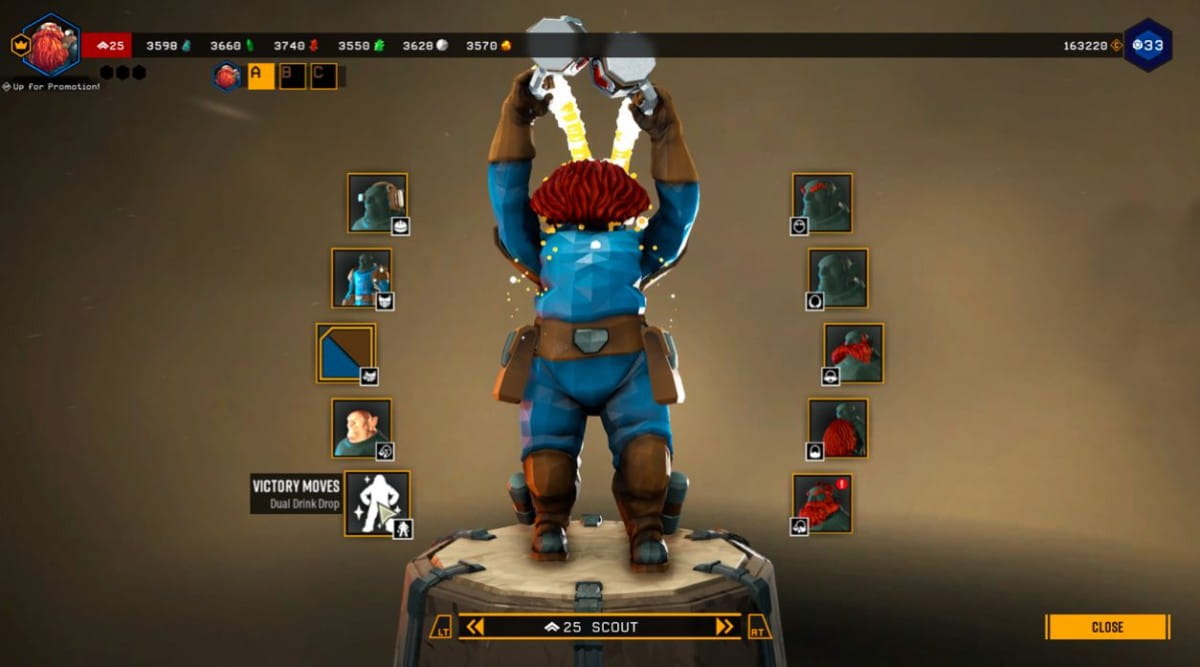 25 3598 3660 3740 3550 3628 3570 163220 C 33
Up for Promotion!
A B C
VICTORY MOVES
Dual Drink Drop
!
LT 25 SCOUT RT
CLOSE